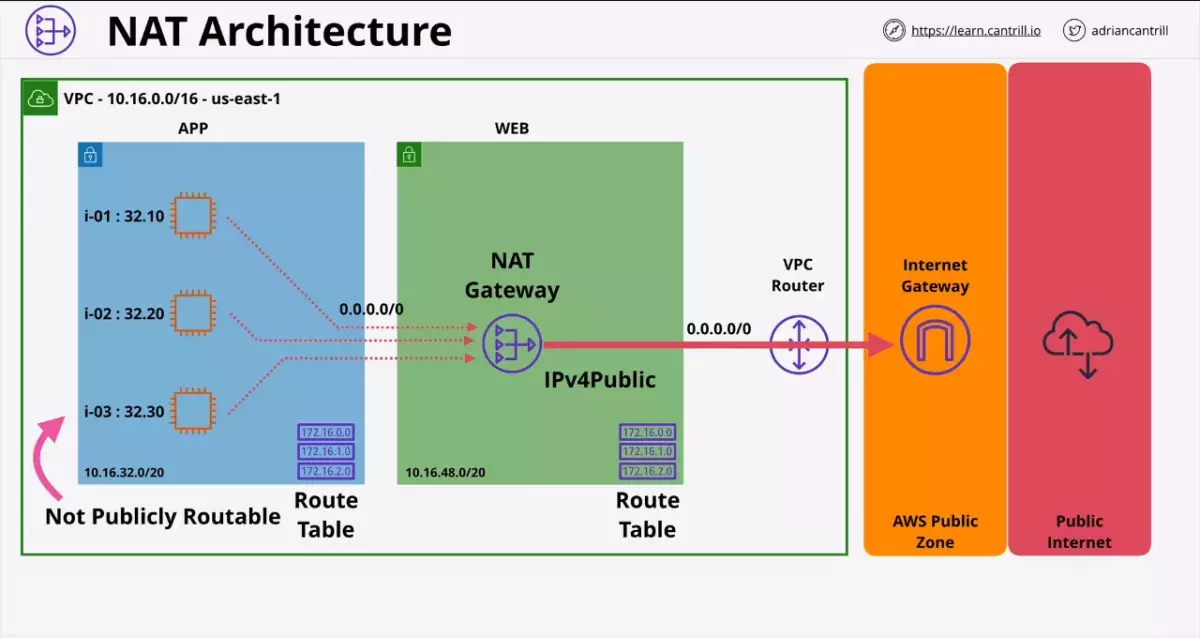 NAT Architecture
https://learn.cantrill.io
adriancantrill
VPC - 10.16.0.0/16 - us-east-1
APP
WEB
i-01 : 32.10
i-02 : 32.20
i-03 : 32.30
0.0.0.0/0
NAT
Gateway
IPv4Public
0.0.0.0/0
VPC
Router
Internet
Gateway
172.16.0.0
172.16.1.0
172.16.2.0
172.16.0.0
172.16.1.0
172.16.2.0
10.16.32.0/20
10.16.48.0/20
Not Publicly Routable
Route
Table
Route
Table
AWS Public
Zone
Public
Internet